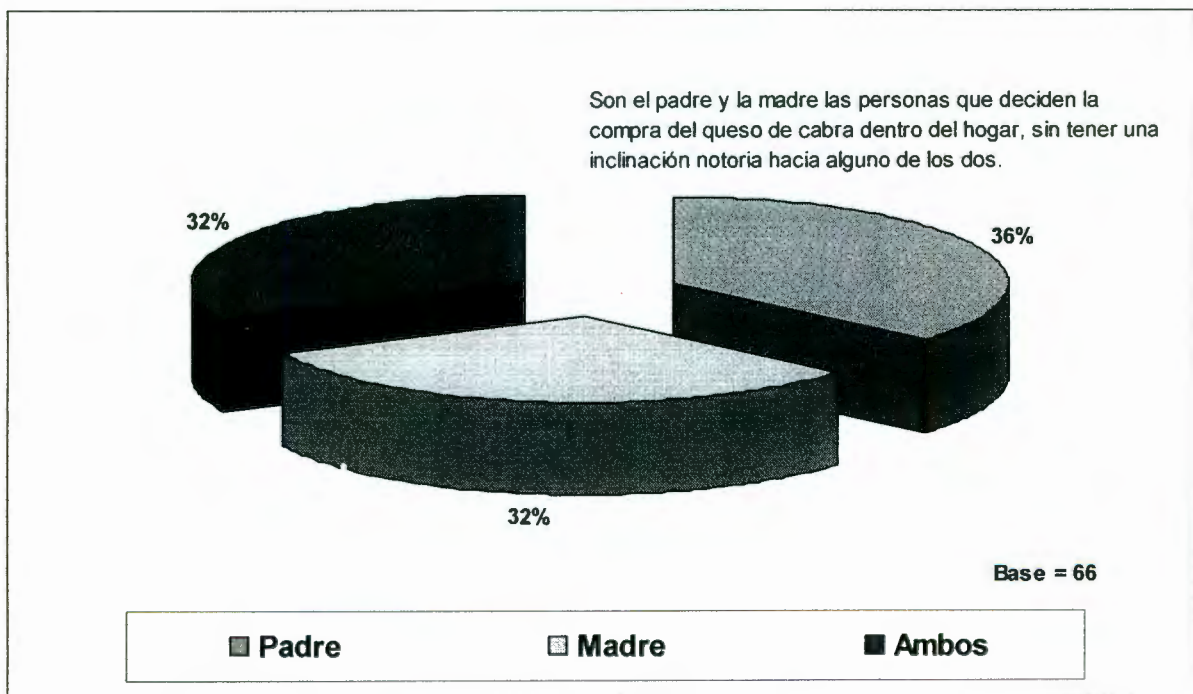 Son el padre y la madre las personas que deciden la
compra del queso de cabra dentro del hogar, sin tener una
inclinación notoria hacia alguno de los dos.
32%
36%
32%
Base = 66
Padre Madre Ambos